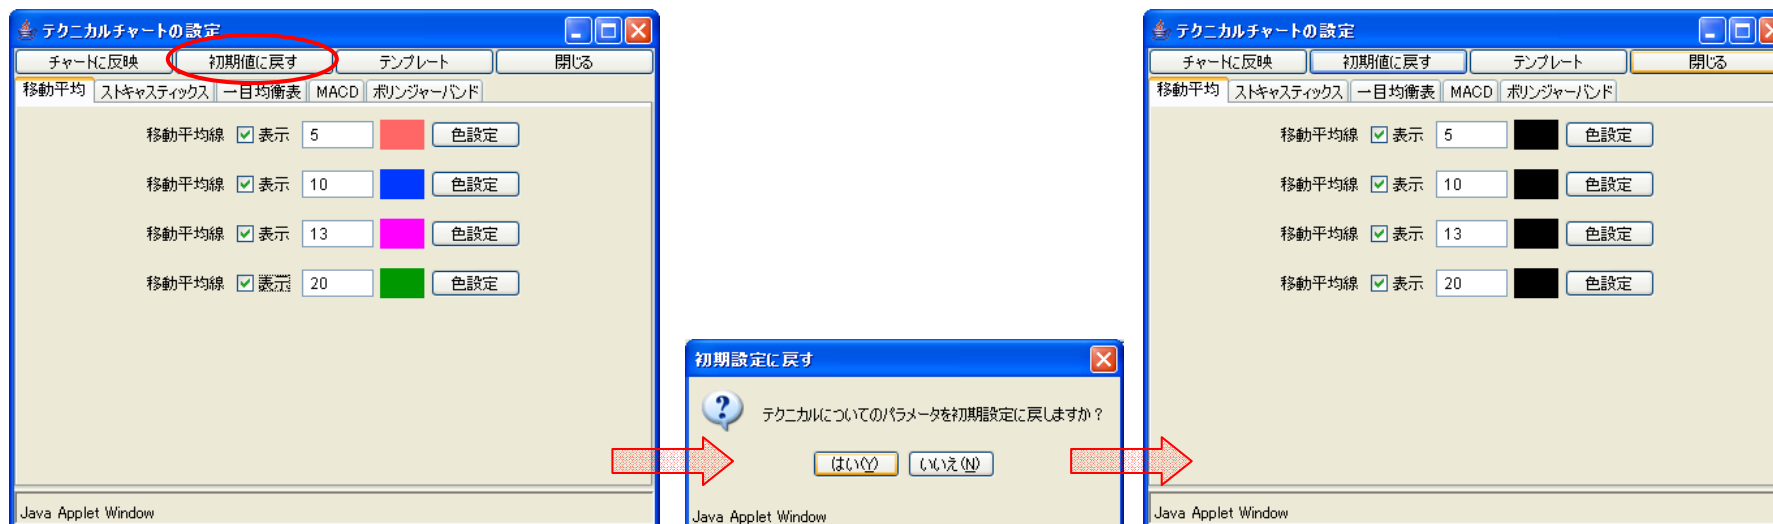 テクニカルチャートの設定
チャートに反映 初期値に戻す テンプレート 閉じる
移動平均 ストキャスティックス 一目均衡表 MACD ボリンジャーバンド
移動平均線 表示 5 色設定
移動平均線 表示 10 色設定
移動平均線 表示 13 色設定
移動平均線 表示 20 色設定
Java Applet Window
初期設定に戻す
テクニカルについてのパラメータを初期設定に戻しますか？
はい(Y) いいえ(N)
Java Applet Window
テクニカルチャートの設定
チャートに反映 初期値に戻す テンプレート 閉じる
移動平均 ストキャスティックス 一目均衡表 MACD ボリンジャーバンド
移動平均線 表示 5 色設定
移動平均線 表示 10 色設定
移動平均線 表示 13 色設定
移動平均線 表示 20 色設定
Java Applet Window